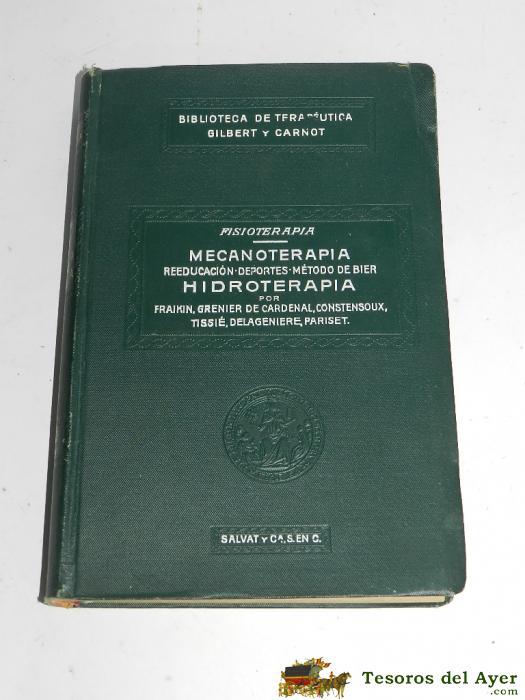 BIBLIOTECA DE TERAPÉUTICA
GILBERT Y CARNOT
FISIOTERAPIA
MECANOTERAPIA
REEDUCACIÓN-DEPORTES-MÉTODO DE BIER
HIDROTERAPIA
POR
FRAIKIN, GRENIER DE CARDENAL, CONSTENSOUX,
TISSIÉ, DELAGENIERE, PARISET.
SALVAT Y CA, S. EN C.
Tesoros del Ayer
.com